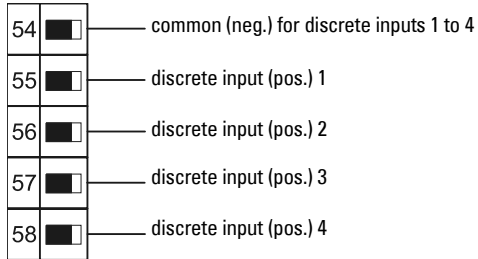 54 common (neg.) for discrete inputs 1 to 4
55 discrete input (pos.) 1
56 discrete input (pos.) 2
57 discrete input (pos.) 3
58 discrete input (pos.) 4